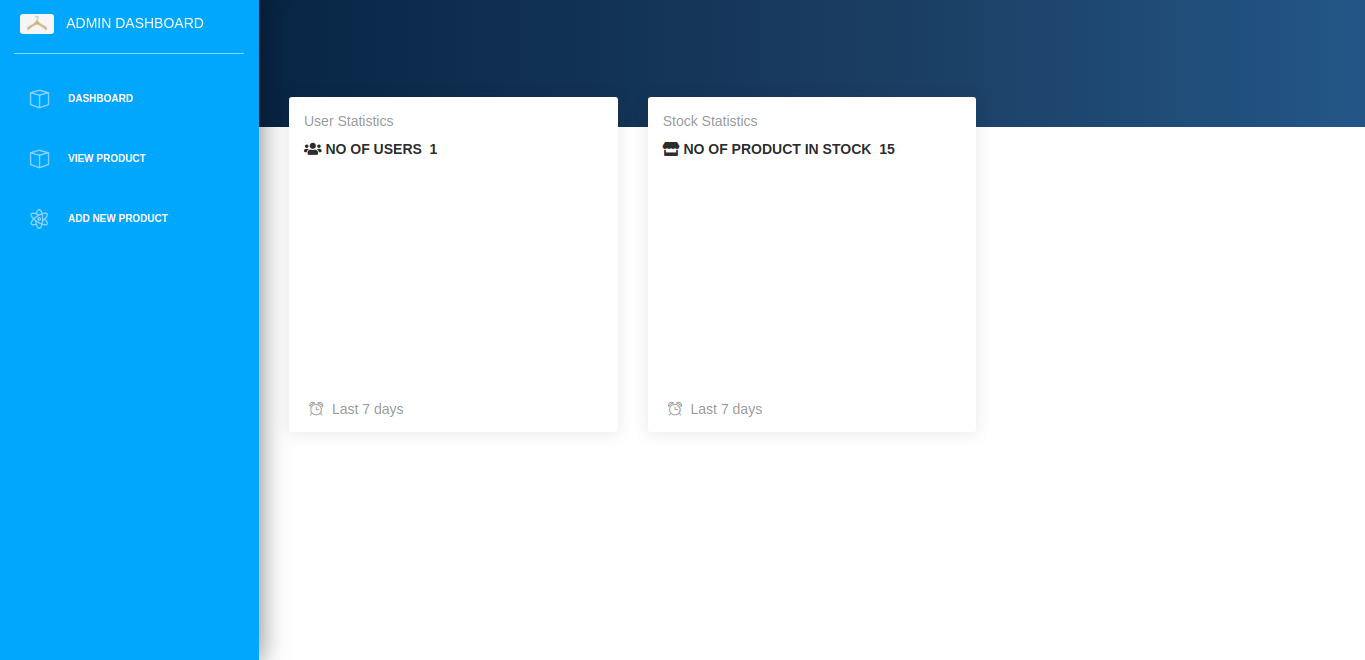 ADMIN DASHBOARD
DASHBOARD
VIEW PRODUCT
ADD NEW PRODUCT
User Statistics
NO OF USERS 1
Last 7 days
Stock Statistics
NO OF PRODUCT IN STOCK 15
Last 7 days